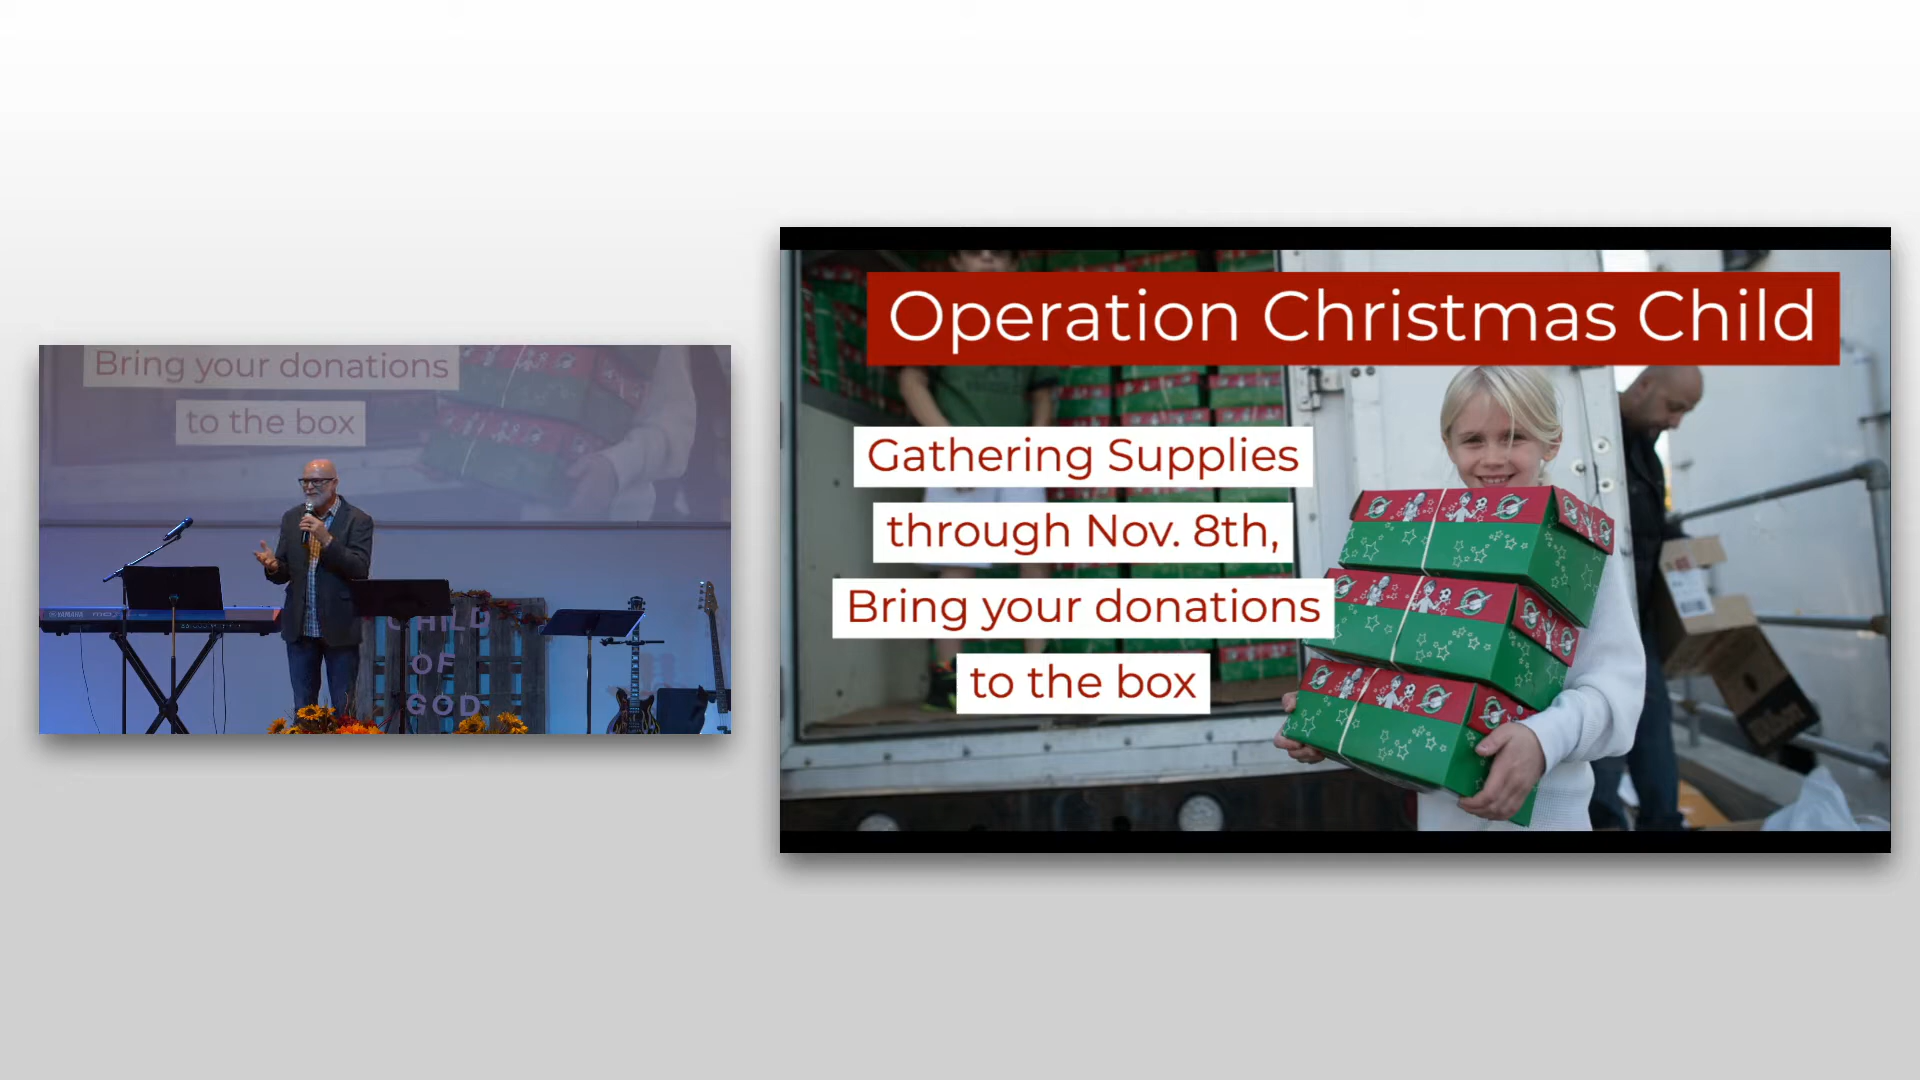 Bring your donations
to the box
YAMAHA
CHILD
OF
GOD
Operation Christmas Child
Gathering Supplies
through Nov. 8th,
Bring your donations
to the box